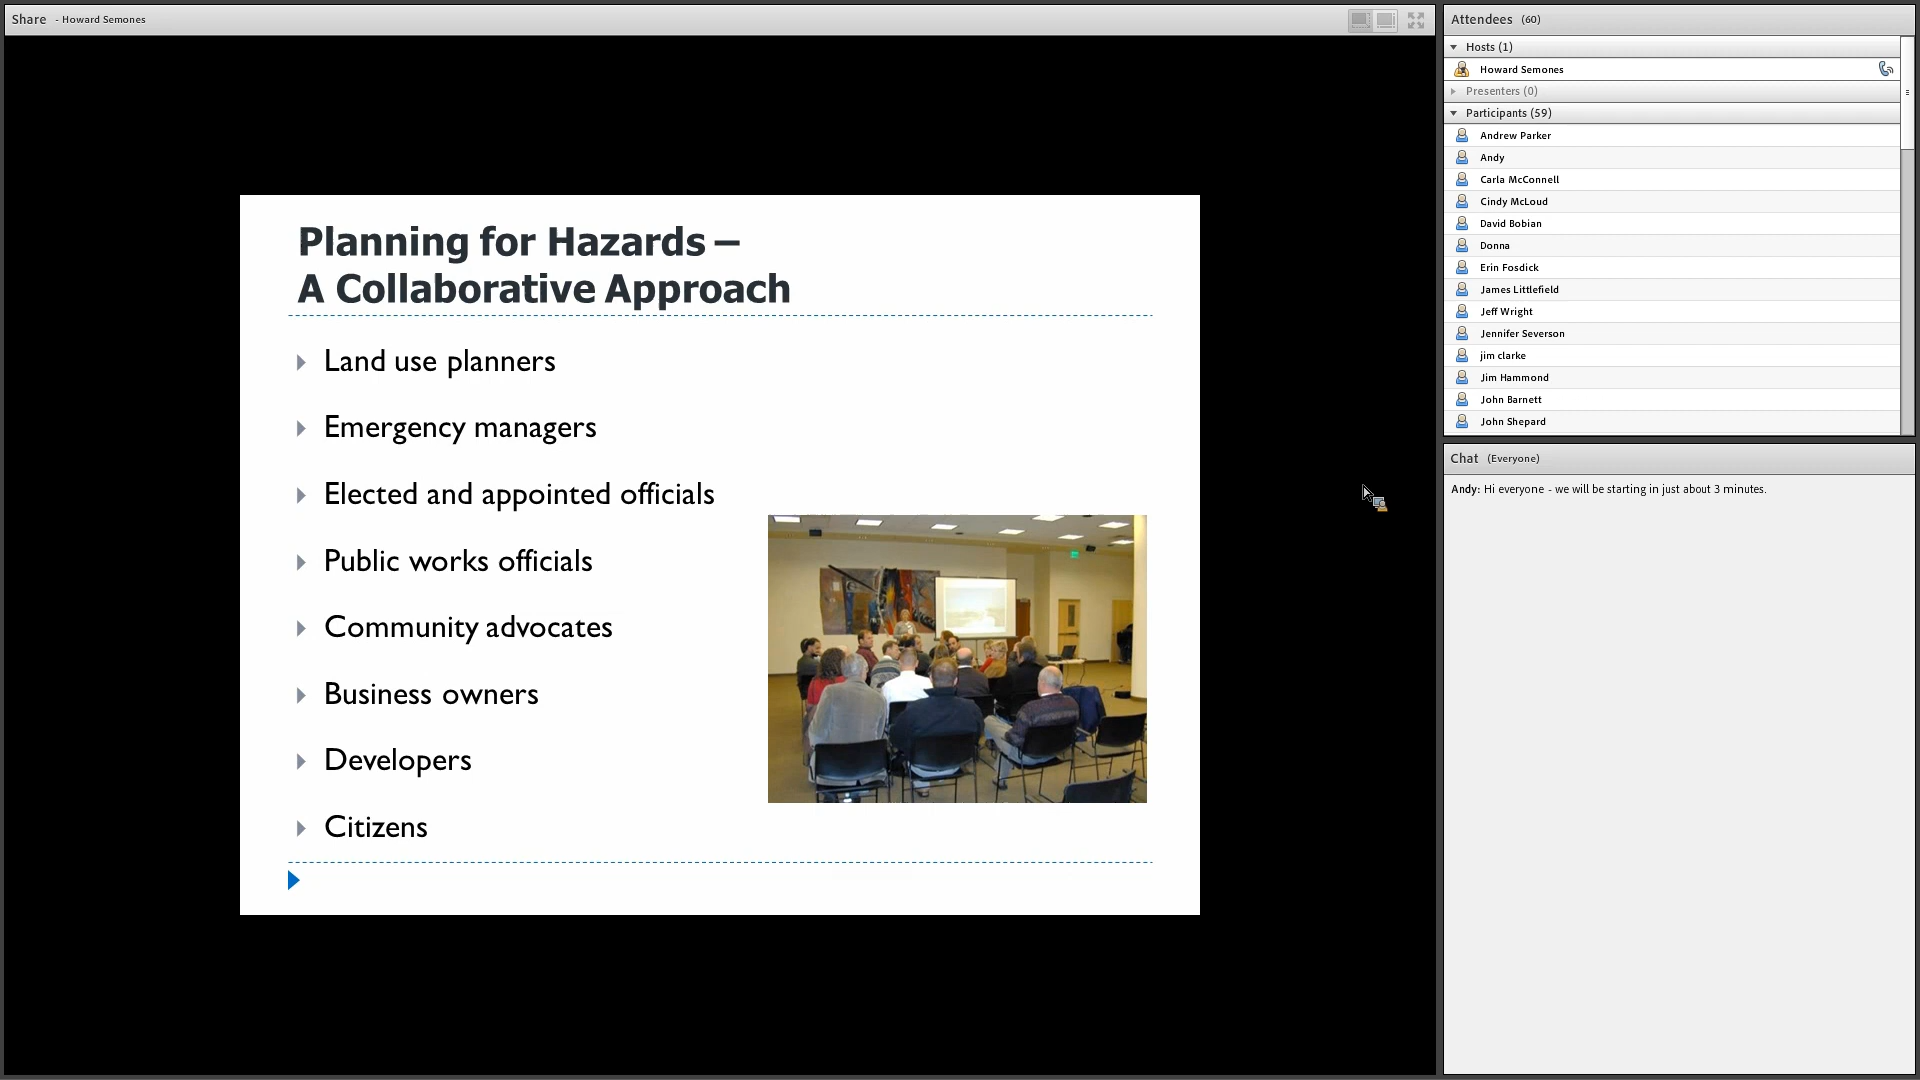 Share - Howard Semones
Planning for Hazards –
A Collaborative Approach
Land use planners
Emergency managers
Elected and appointed officials
Public works officials
Community advocates
Business owners
Developers
Citizens
Attendees (60)
Hosts (1)
Howard Semones
Presenters (0)
Participants (59)
Andrew Parker
Andy
Carla McConnell
Cindy McLoud
David Bobian
Donna
Erin Fosdick
James Littlefield
Jeff Wright
Jennifer Severson
jim clarke
Jim Hammond
John Barnett
John Shepard
Chat (Everyone)
Andy: Hi everyone - we will be starting in just about 3 minutes.